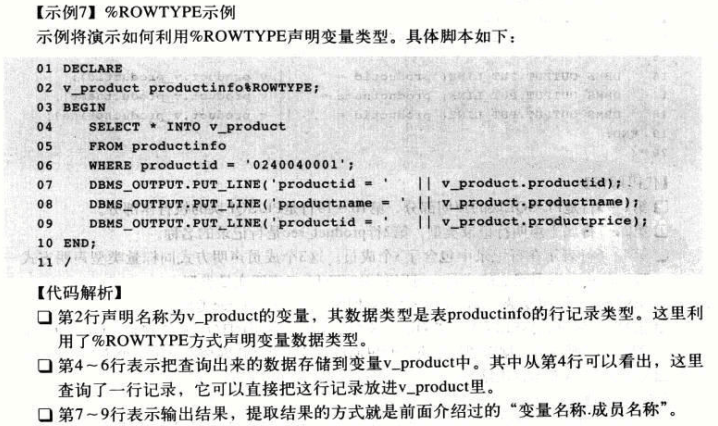 【示例7】%ROWTYPE示例
示例将演示如何利用%ROWTYPE声明变量类型。具体脚本如下：
01 DECLARE
02 v_product productinfo%ROWTYPE;
03 BEGIN
04    SELECT * INTO v_product
05    FROM productinfo
06    WHERE productid = '0240040001';
07    DBMS_OUTPUT.PUT_LINE('productid = '   || v_product.productid);
08    DBMS_OUTPUT.PUT_LINE('productname = ' || v_product.productname);
09    DBMS_OUTPUT.PUT_LINE('productid = '   || v_product.productprice);
10 END;
11 /
【代码解析】
❑ 第2行声明名称为v_product的变量，其数据类型是表productinfo的行记录类型。这里利
用了%ROWTYPE方式声明变量数据类型。
❑ 第4～6行表示把查询出来的数据存储到变量v_product中。其中从第4行可以看出，这里
查询了一行记录，它可以直接把这行记录放进v_product里。
❑ 第7～9行表示输出结果，提取结果的方式就是前面介绍过的“变量名称.成员名称”。